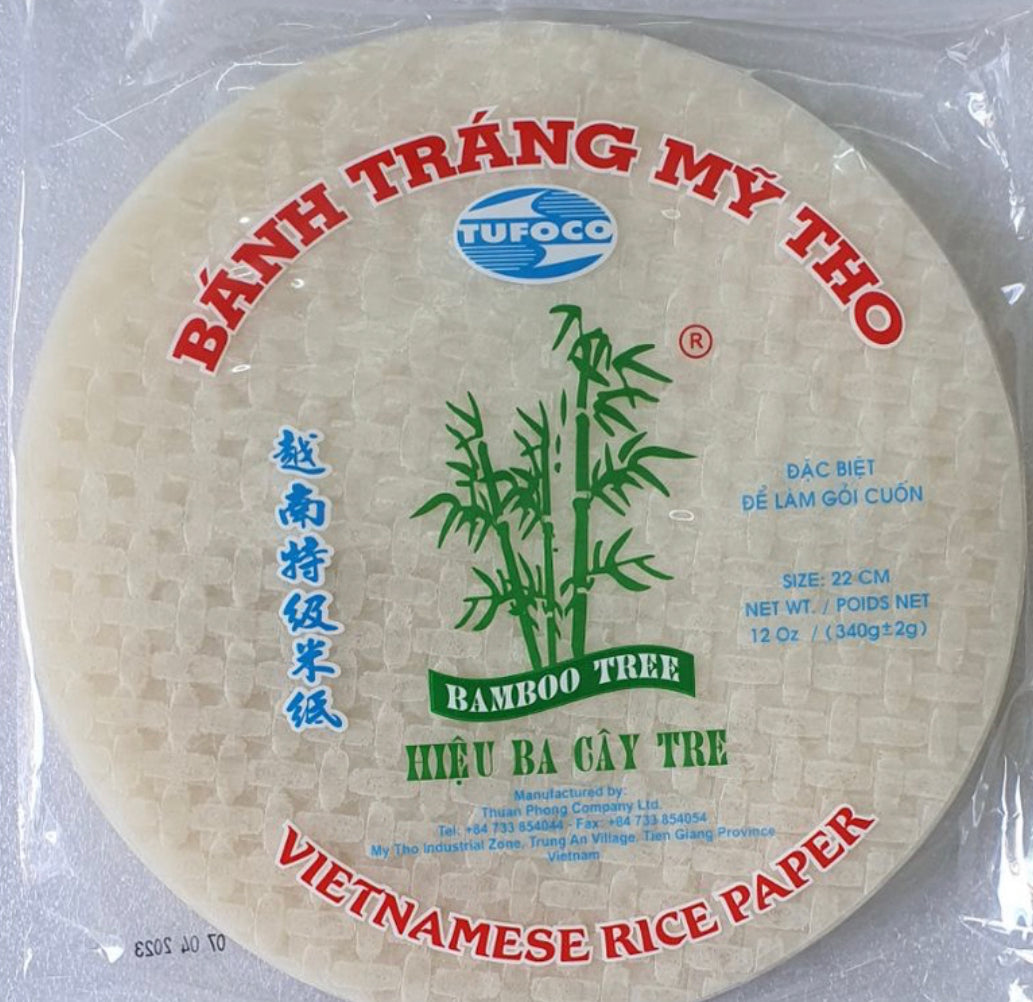 BÁNH TRÁNG MỸ THO
TUFOCO
®
越南特级米纸
ĐẶC BIỆT
ĐỂ LÀM GỎI CUỐN
SIZE: 22 CM
NET WT. / POIDS NET
12 Oz / (340g±2g)
BAMBOO TREE
HIỆU BA CÂY TRE
Manufactured by:
Thuan Phong Company Ltd.
Tel: +84 733 854044 - Fax: +84 733 854054
My Tho Industrial Zone, Trung An Village, Tien Giang Province
Vietnam
VIETNAMESE RICE PAPER
07 04 2023